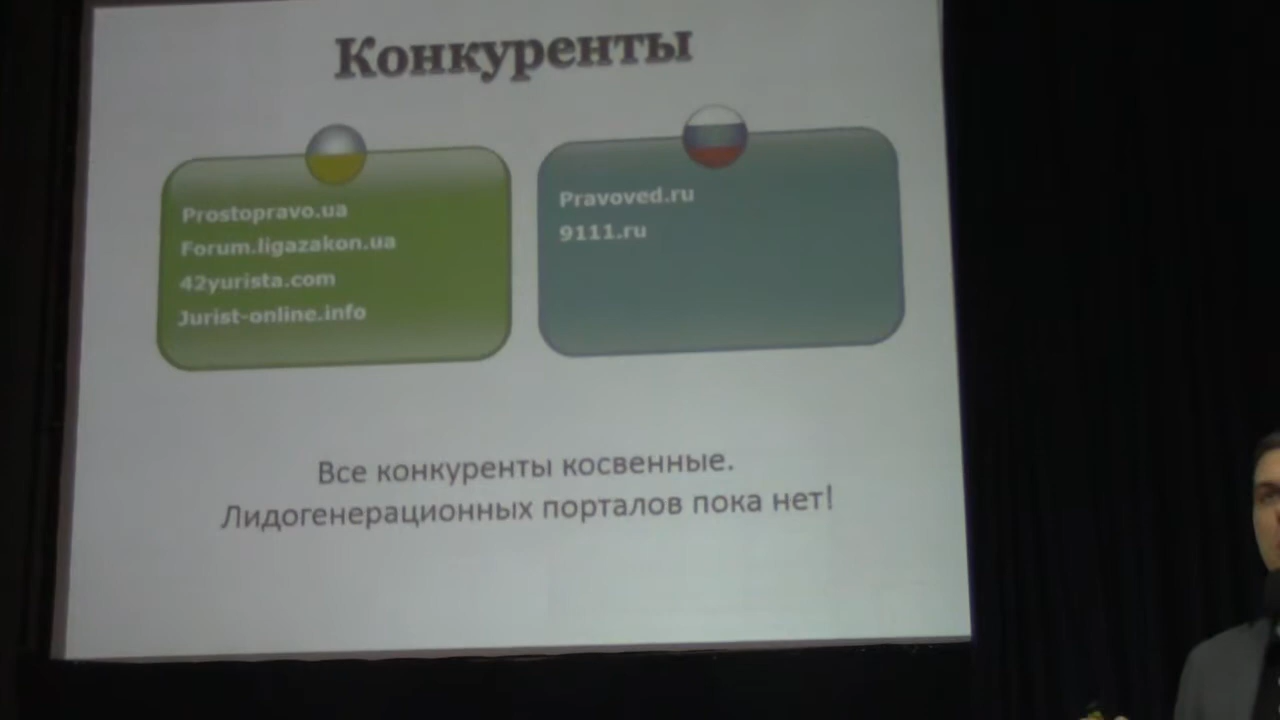 Конкуренты
Prostopravo.ua
Forum.ligazakon.ua
42yurista.com
Jurist-online.info
Pravoved.ru
9111.ru
Все конкуренты косвенные.
Лидогенерационных порталов пока нет!